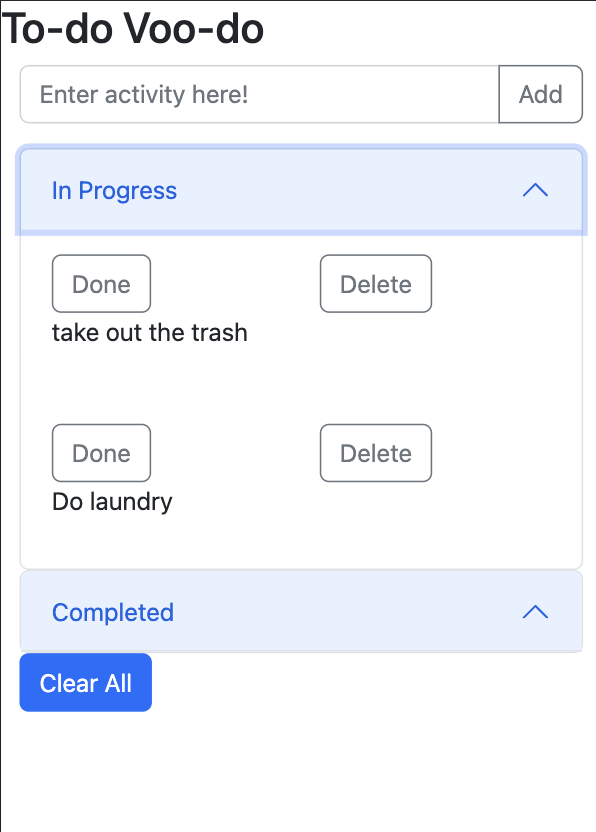 To-do Voo-do
Enter activity here! Add
In Progress
Done Delete
take out the trash
Done Delete
Do laundry
Completed
Clear All